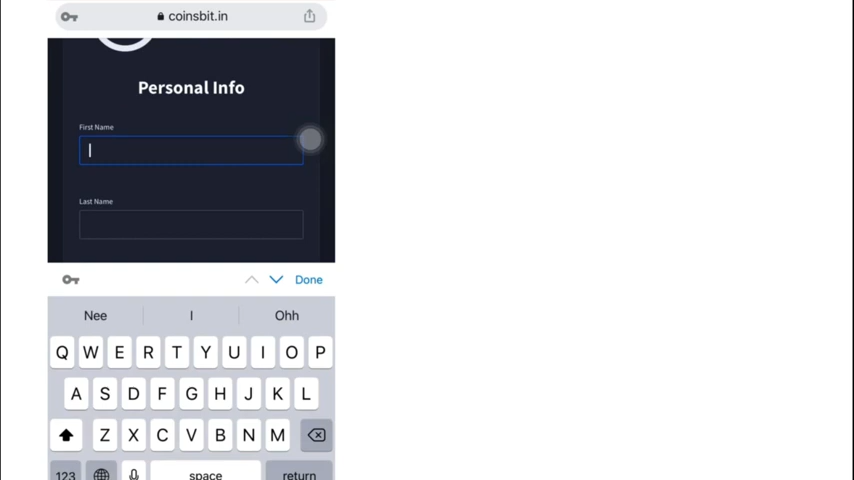 coinsbit.in
Personal Info
First Name
Last Name
Done
Nee I Ohh
Q W E R T Y U I O P
A S D F G H J K L
Z X C V B N M
123 space return